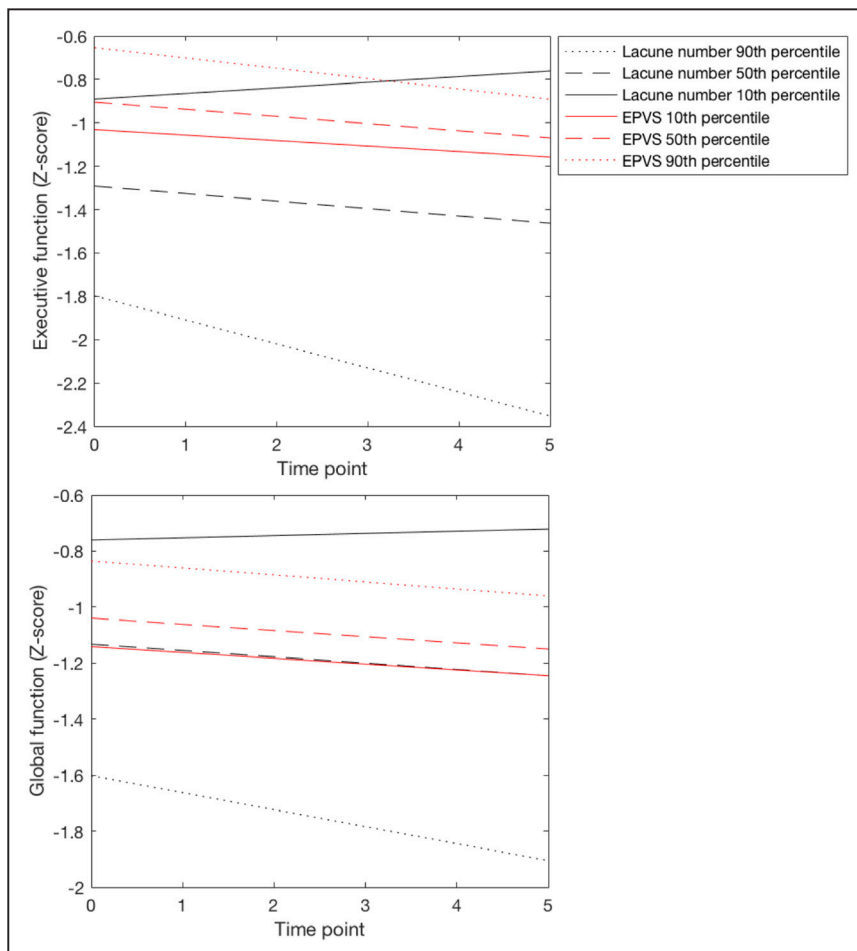 -0.6
-0.8
-1
-1.2
-1.4
-1.6
-1.8
-2
-2.2
-2.4
Executive function (Z-score)
0 1 2 3 4 5
Time point
Lacune number 90th percentile
Lacune number 50th percentile
Lacune number 10th percentile
EPVS 10th percentile
EPVS 50th percentile
EPVS 90th percentile
-0.6
-0.8
-1
-1.2
-1.4
-1.6
-1.8
-2
Global function (Z-score)
0 1 2 3 4 5
Time point